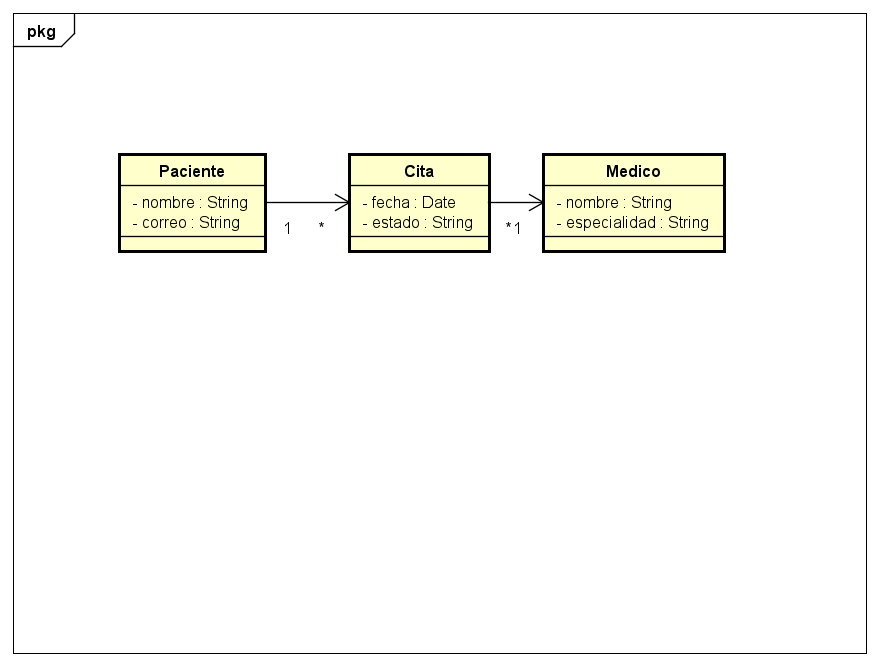 pkg
Paciente
- nombre : String
- correo : String
1
*
Cita
- fecha : Date
- estado : String
*
1
Medico
- nombre : String
- especialidad : String